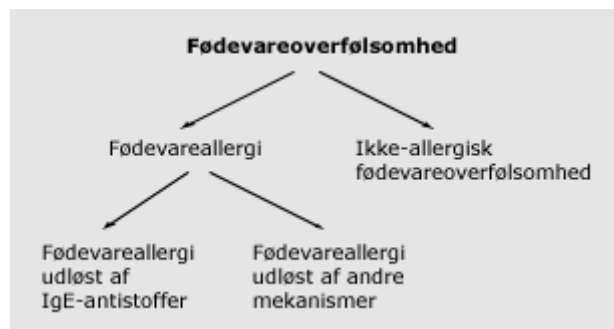 Fødevareoverfølsomhed
Fødevareallergi
Ikke-allergisk
fødevareoverfølsomhed
Fødevareallergi
udløst af
IgE-antistoffer
Fødevareallergi
udløst af andre
mekanismer